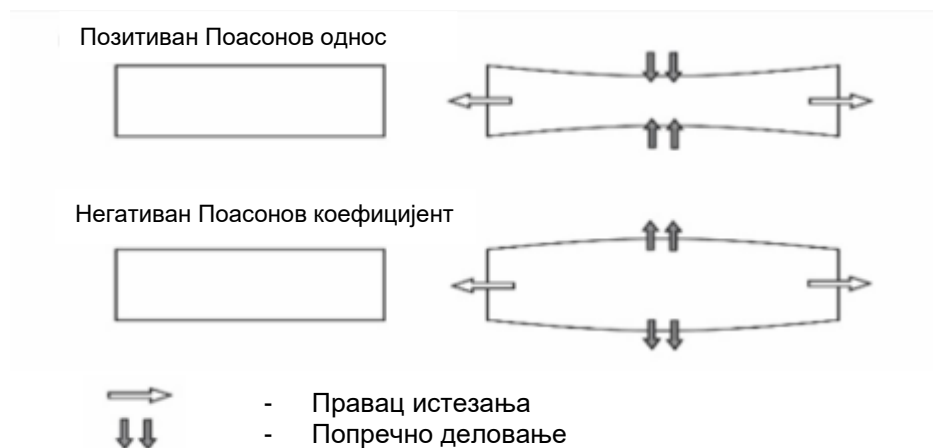 Позитиван Поасонов однос
Негативан Поасонов коефицијент
- Правац истезања
- Попречно деловање